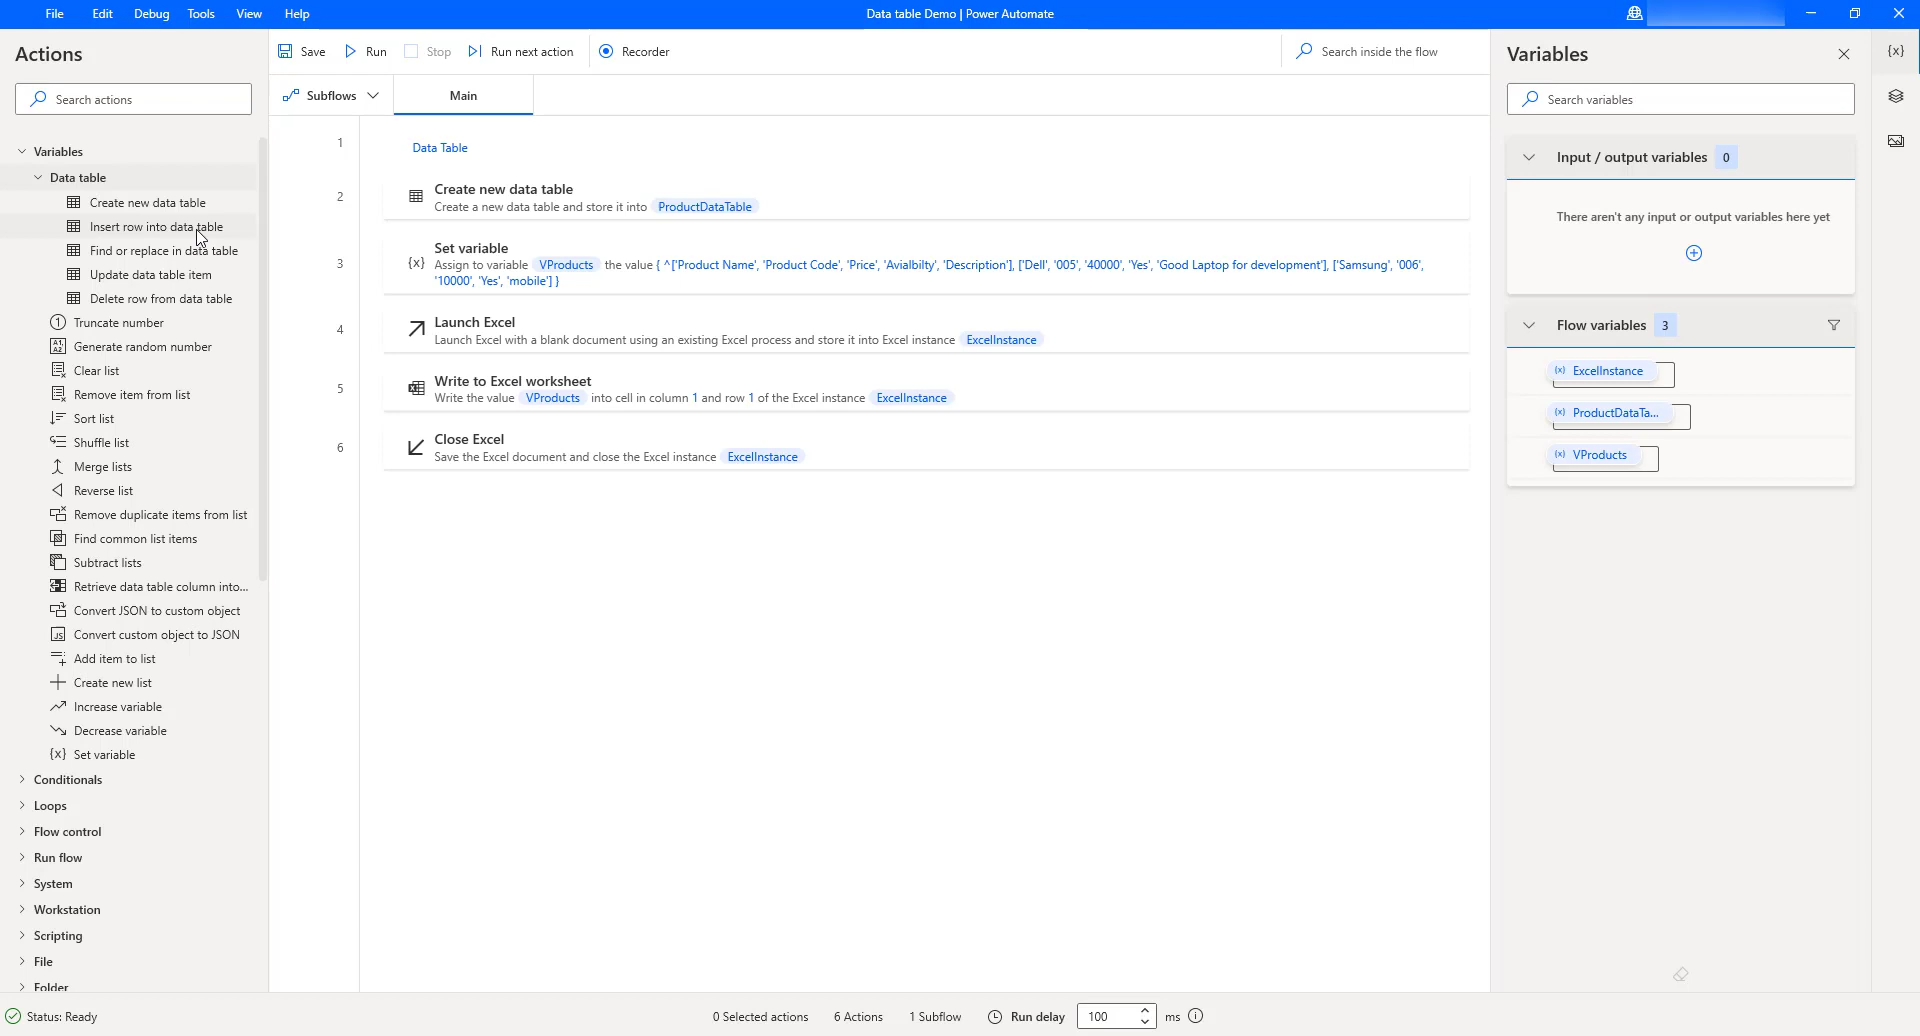 File Edit Debug Tools View Help
Data table Demo | Power Automate
Actions
Search actions
Variables
Data table
Create new data table
Insert row into data table
Find or replace in data table
Update data table item
Delete row from data table
Truncate number
Generate random number
Clear list
Remove item from list
Sort list
Shuffle list
Merge lists
Reverse list
Remove duplicate items from list
Find common list items
Subtract lists
Retrieve data table column into...
Convert JSON to custom object
Convert custom object to JSON
Add item to list
Create new list
Increase variable
Decrease variable
{x} Set variable
Conditionals
Loops
Flow control
Run flow
System
Workstation
Scripting
File
Folder
Save Run Stop Run next action Recorder
Search inside the flow
Subflows Main
1 Data Table
2 Create new data table
Create a new data table and store it into ProductDataTable
3 {x} Set variable
Assign to variable VProducts the value { ^['Product Name', 'Product Code', 'Price', 'Avialbilty', 'Description'], ['Dell', '005', '40000', 'Yes', 'Good Laptop for development'], ['Samsung', '006',
'10000', 'Yes', 'mobile'] }
4 Launch Excel
Launch Excel with a blank document using an existing Excel process and store it into Excel instance ExcelInstance
5 Write to Excel worksheet
Write the value VProducts into cell in column 1 and row 1 of the Excel instance ExcelInstance
6 Close Excel
Save the Excel document and close the Excel instance ExcelInstance
Variables
{x}
Search variables
Input / output variables 0
There aren't any input or output variables here yet
Flow variables 3
(x) ExcelInstance
(x) ProductDataTa...
(x) VProducts
Status: Ready
0 Selected actions 6 Actions 1 Subflow Run delay 100 ms